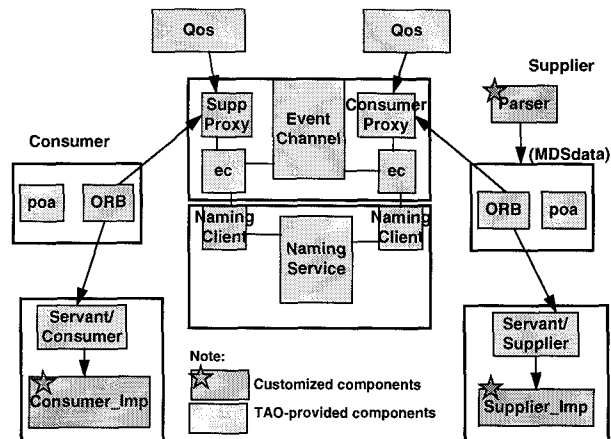 Qos
Qos
Supplier
Supp
Proxy
Event
Channel
Consumer
Proxy
Parser
Consumer
(MDSdata)
ec
ec
poa
ORB
ORB
poa
Naming
Client
Naming
Service
Naming
Client
Servant/
Consumer
Servant/
Supplier
Note:
Customized components
Consumer_Imp
TAO-provided components
Supplier_Imp